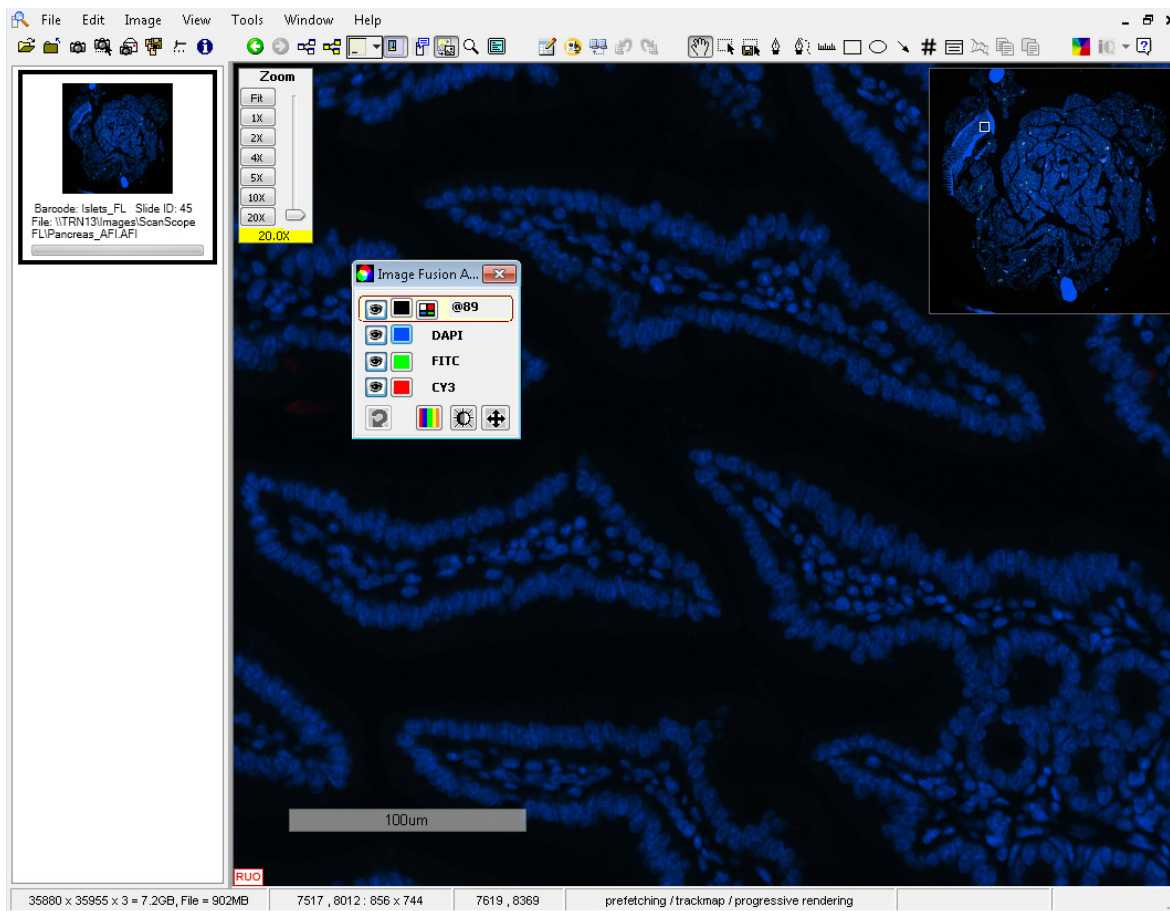 File Edit Image View Tools Window Help
iQ
Zoom
Fit
1X
2X
4X
5X
10X
20X
20.0X
Barcode: Islets_FL Slide ID: 45
File: \\TRN13\Images\ScanScope
FL\Pancreas_AFI.AFI
Image Fusion A...
@89
DAPI
FITC
CY3
100um
RUO
35880 x 35955 x 3 = 7.2GB, File = 902MB 7517 , 8012 : 856 x 744 7619 , 8369 prefetching / trackmap / progressive rendering